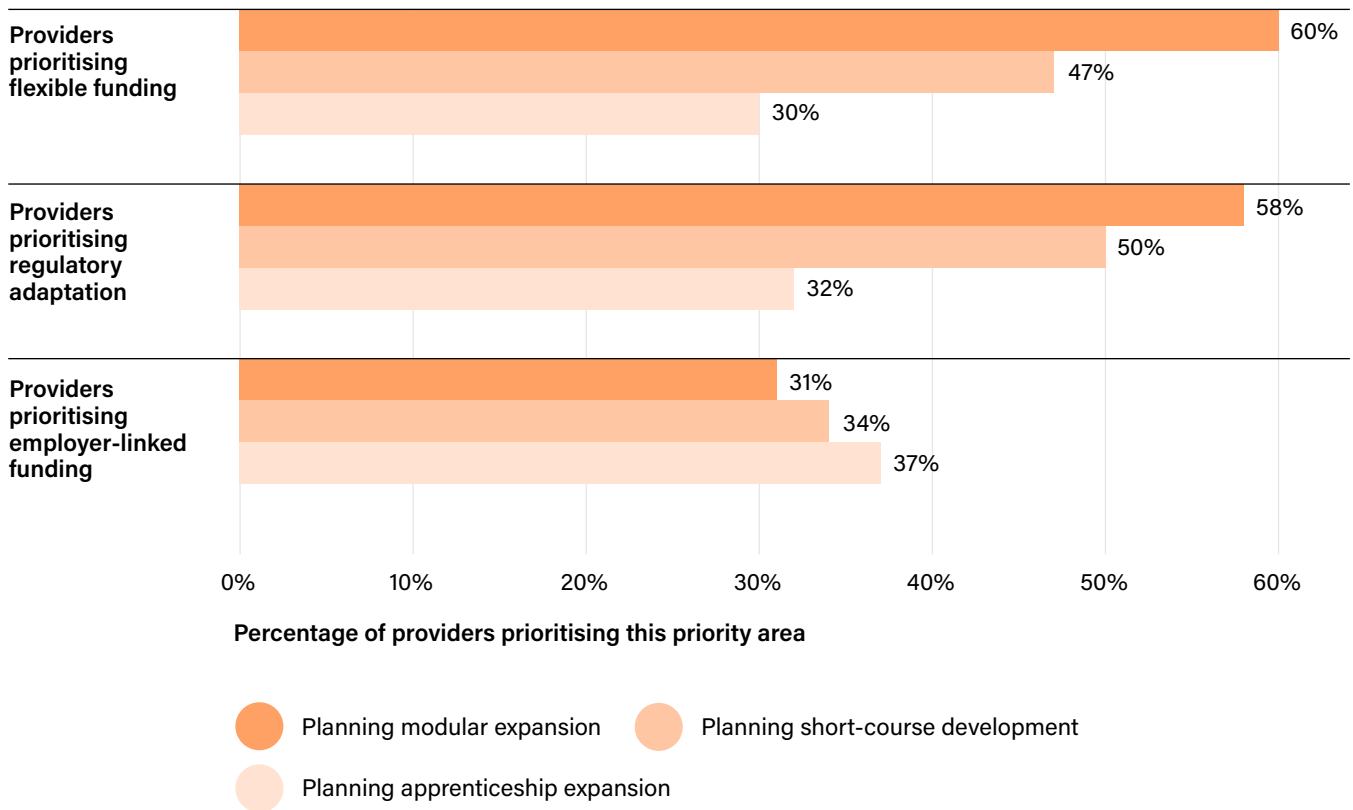 Providers
prioritising
flexible funding
60%
47%
30%
Providers
prioritising
regulatory
adaptation
58%
50%
32%
Providers
prioritising
employer-linked
funding
31%
34%
37%
0% 10% 20% 30% 40% 50% 60%
Percentage of providers prioritising this priority area
Planning modular expansion Planning short-course development
Planning apprenticeship expansion